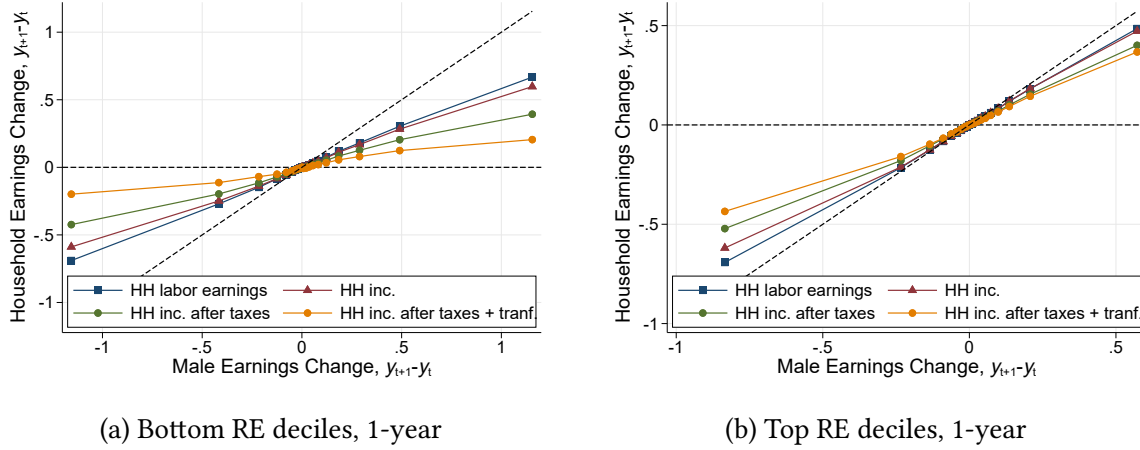 Household Earnings Change, yt+1-yt
1
.5
0
-.5
-1
HH labor earnings
HH inc.
HH inc. after taxes
HH inc. after taxes + tranf.
-1
-.5
0
.5
1
Male Earnings Change, yt+1-yt
(a) Bottom RE deciles, 1-year
Household Earnings Change, yt+1-yt
.5
0
-.5
-1
HH labor earnings
HH inc.
HH inc. after taxes
HH inc. after taxes + tranf.
-1
-.5
0
.5
Male Earnings Change, yt+1-yt
(b) Top RE deciles, 1-year